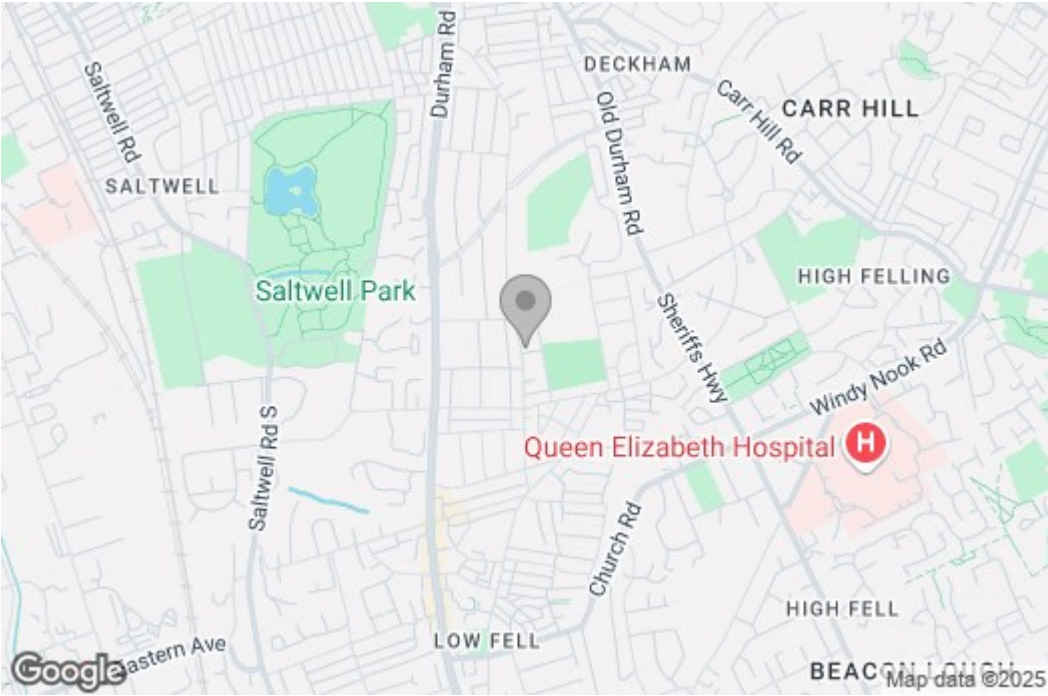 Durham Rd
DECKHAM
Saltwell Rd
Old Durham Rd
Carr Hill Rd
CARR HILL
SALTWELL
HIGH FELLING
Saltwell Park
Sheriffs Hwy
Windy Nook Rd
Saltwell Rd S
Queen Elizabeth Hospital
H
Church Rd
HIGH FELL
LOW FELL
Eastern Ave
BEACON LOUGH
Google
Map data ©2025